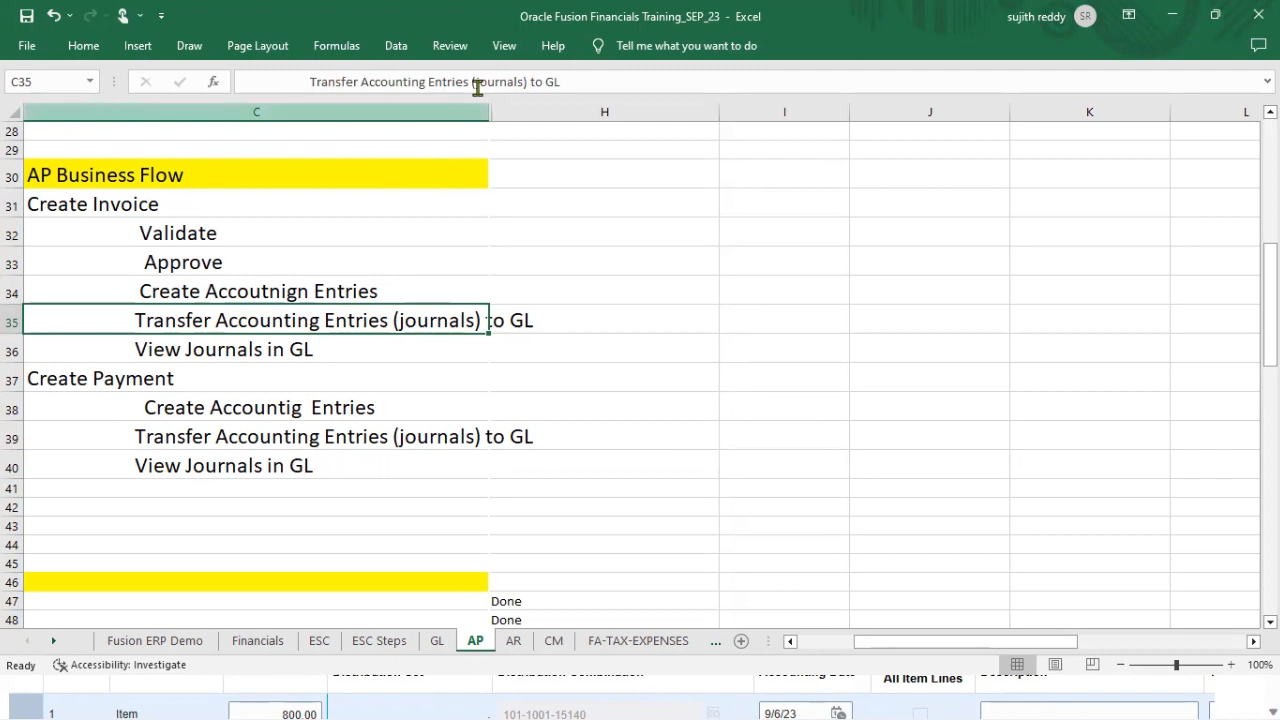 Oracle Fusion Financials Training_SEP_23 - Excel
sujith reddy SR
File Home Insert Draw Page Layout Formulas Data Review View Help Tell me what you want to do
C35 fx Transfer Accounting Entries (journals) to GL
C H I J K L
28
29
30 AP Business Flow
31 Create Invoice
32 Validate
33 Approve
34 Create Accoutnign Entries
35 Transfer Accounting Entries (journals) to GL
36 View Journals in GL
37 Create Payment
38 Create Accountig Entries
39 Transfer Accounting Entries (journals) to GL
40 View Journals in GL
41
42
43
44
45
46
47 Done
48 Done
Fusion ERP Demo Financials ESC ESC Steps GL AP AR CM FA-TAX-EXPENSES ...
Ready Accessibility: Investigate 100%
All Item Lines
1 Item 800.00 101-1001-15140 9/6/23